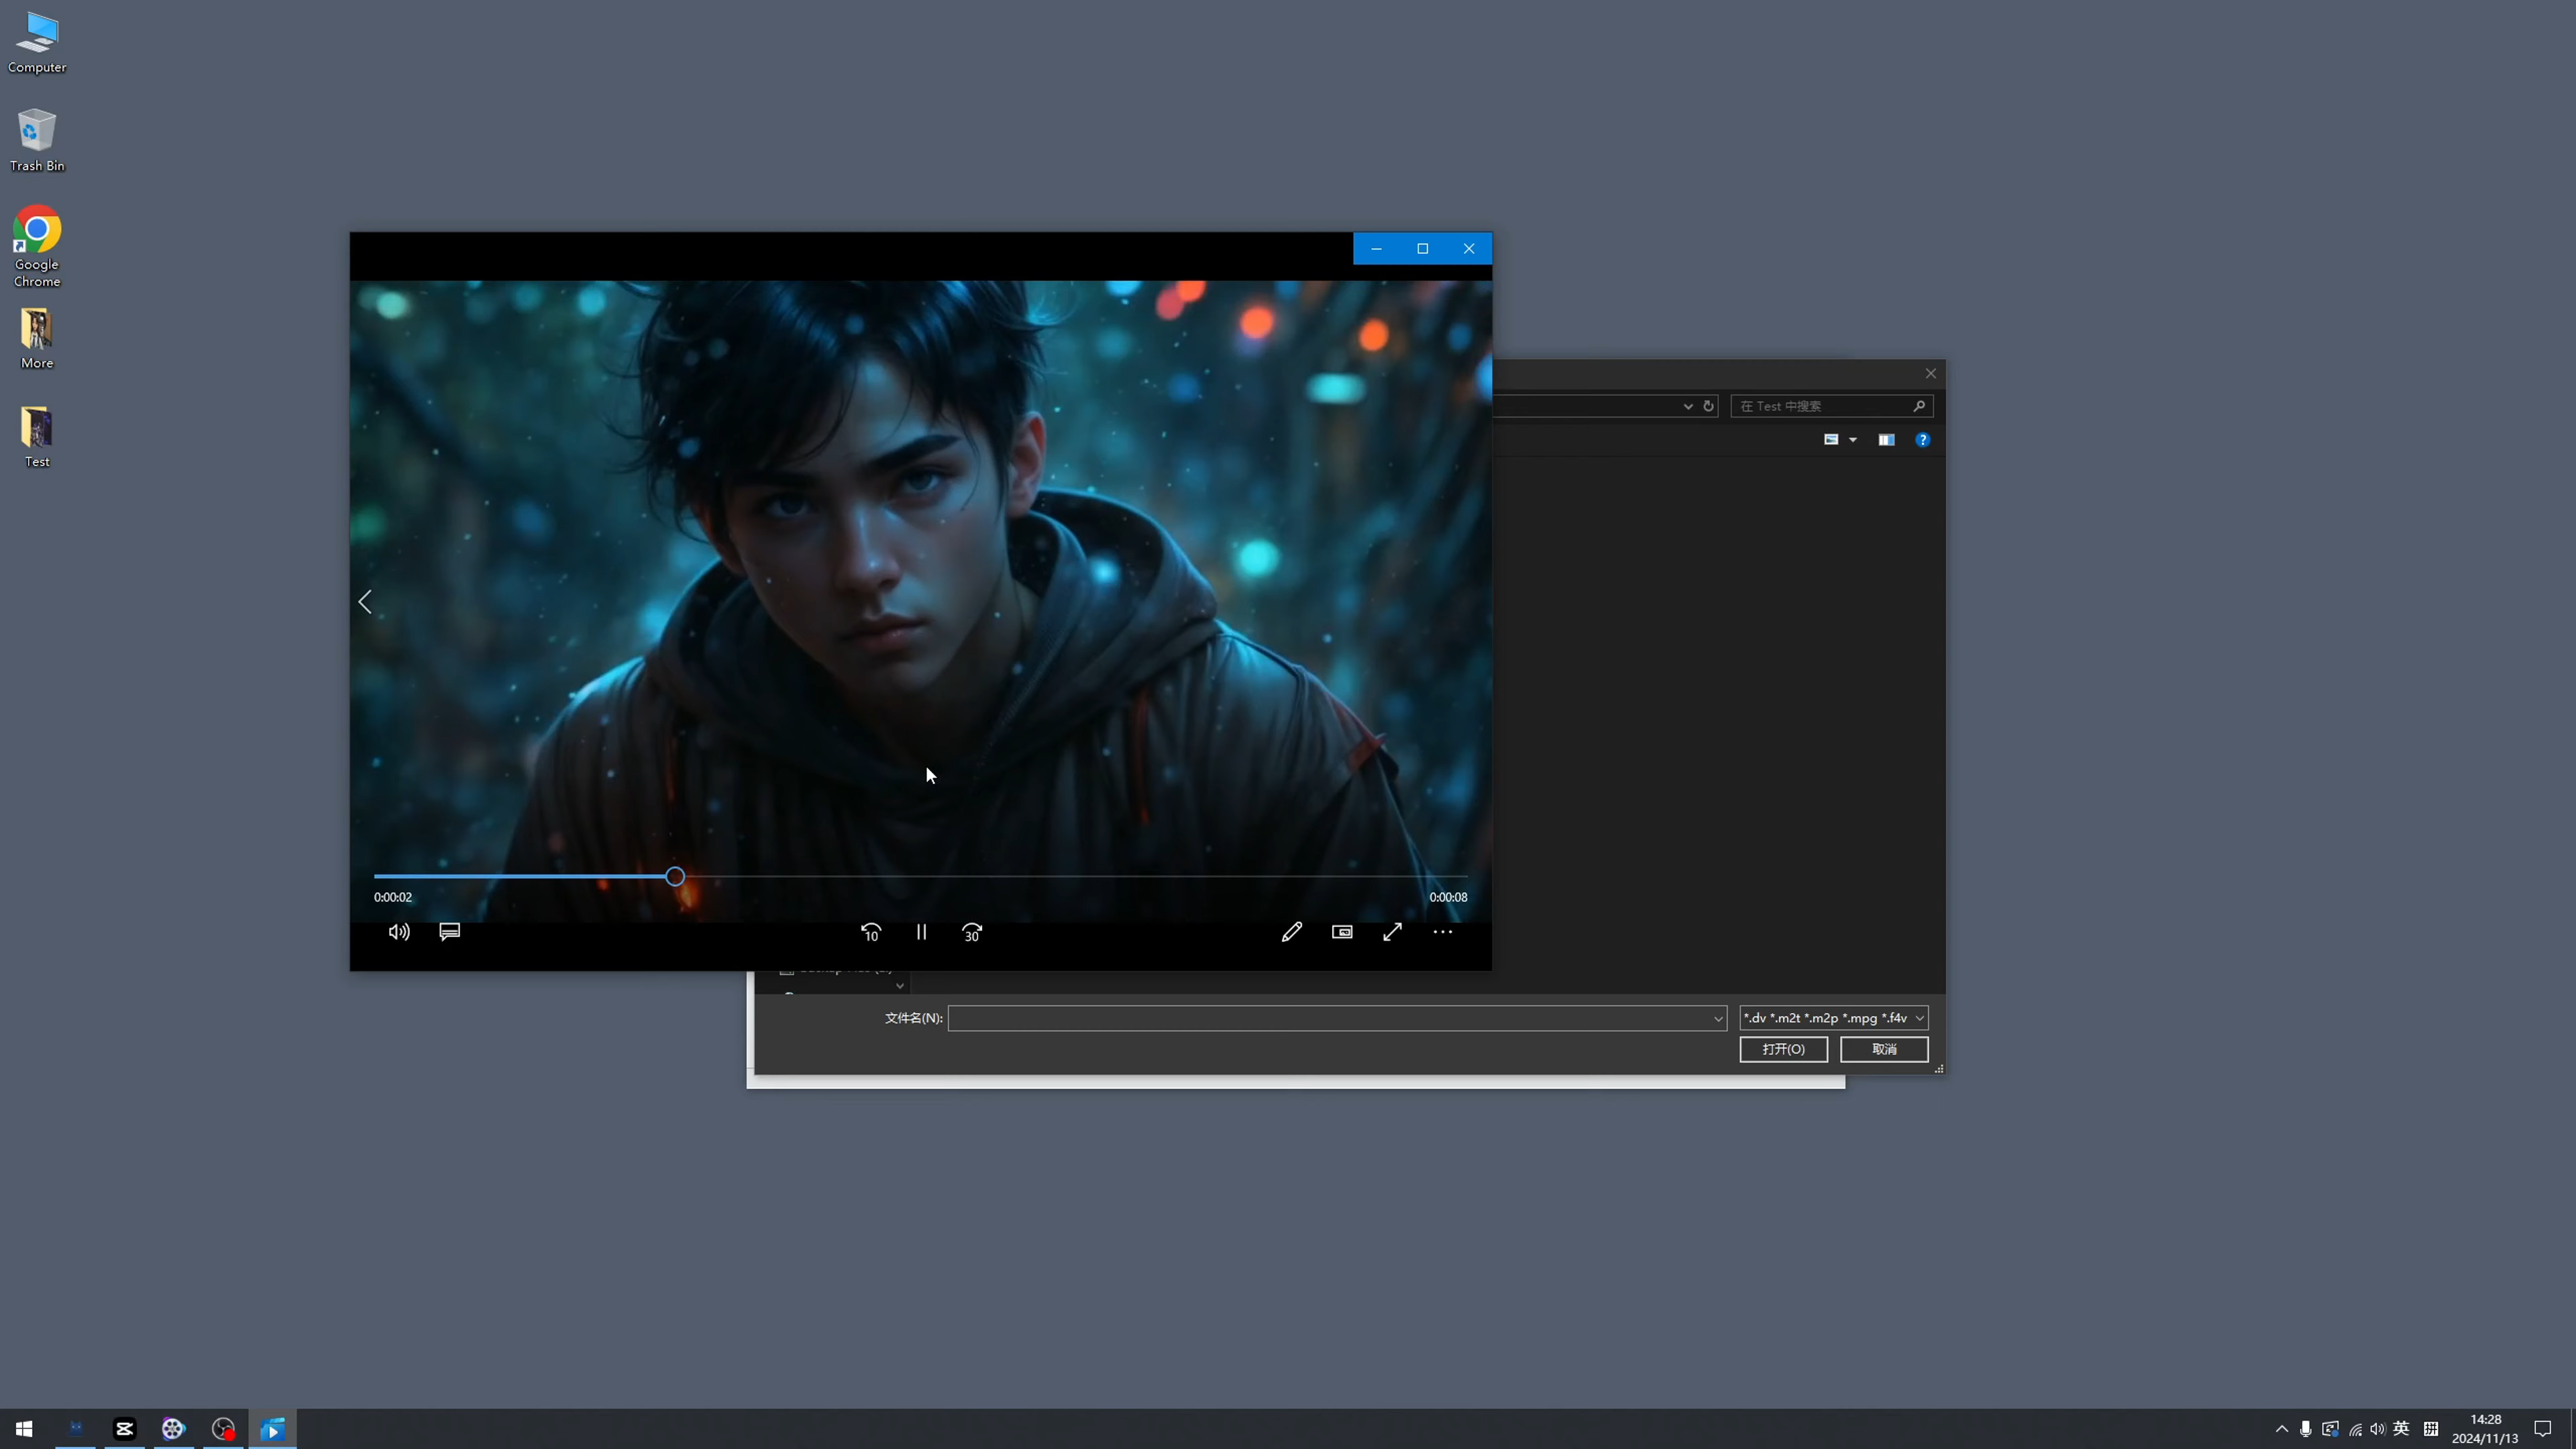 Computer
Trash Bin
Google
Chrome
More
Test
在 Test 中搜索
0:00:02
0:00:08
10
30
文件名(N):
*.dv *.m2t *.m2p *.mpg *.f4v
打开(O)
取消
英
拼
14:28
2024/11/13